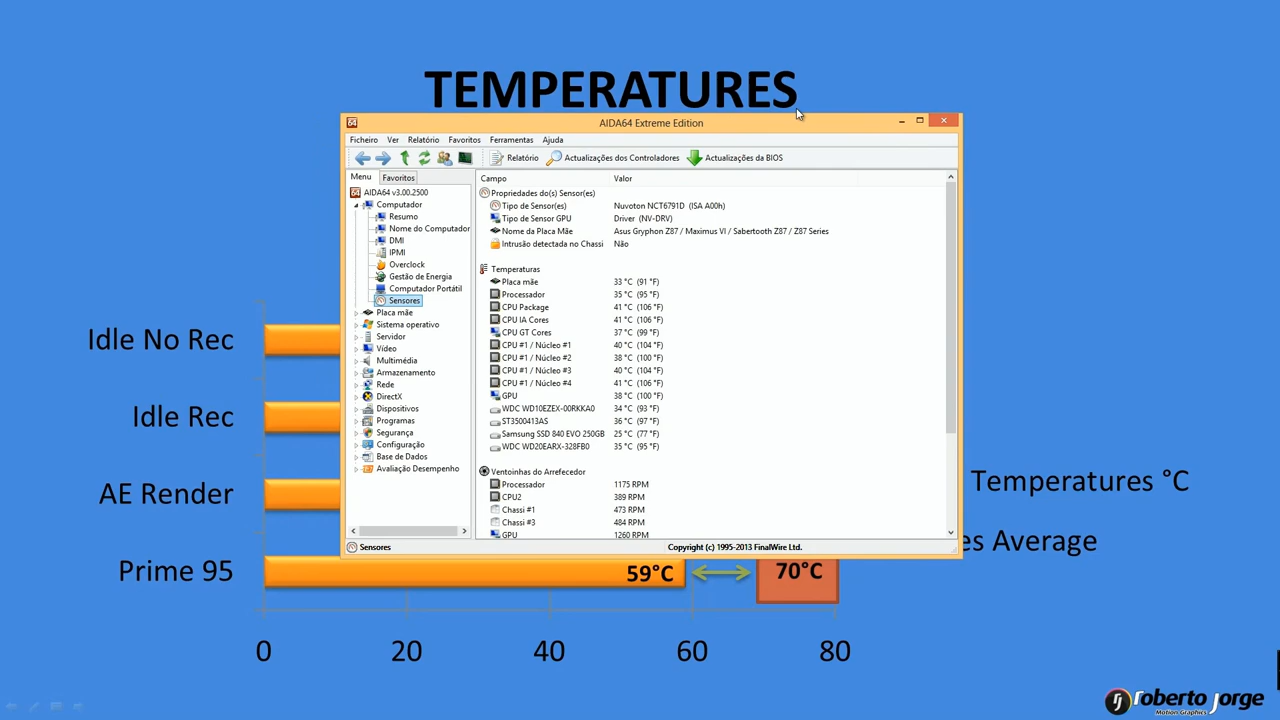 TEMPERATURES
AIDA64 Extreme Edition
Ficheiro Ver Relatório Favoritos Ferramentas Ajuda
Relatório Actualizações dos Controladores Actualizações da BIOS
Menu Favoritos
AIDA64 v3.00.2500
Computador
Resumo
Nome do Computador
DMI
IPMI
Overclock
Gestão de Energia
Computador Portátil
Sensores
Placa mãe
Sistema operativo
Servidor
Vídeo
Multimédia
Armazenamento
Rede
DirectX
Dispositivos
Programas
Segurança
Configuração
Base de Dados
Avaliação Desempenho
Campo Valor
Propriedades do(s) Sensor(es)
Tipo de Sensor(es) Nuvoton NCT6791D (ISA A00h)
Tipo de Sensor GPU Driver (NV-DRV)
Nome da Placa Mãe Asus Gryphon Z87 / Maximus VI / Sabertooth Z87 / Z87 Series
Intrusão detectada no Chassi Não
Temperaturas
Placa mãe 33 °C (91 °F)
Processador 35 °C (95 °F)
CPU Package 41 °C (106 °F)
CPU IA Cores 41 °C (106 °F)
CPU GT Cores 37 °C (99 °F)
CPU #1 / Núcleo #1 40 °C (104 °F)
CPU #1 / Núcleo #2 38 °C (100 °F)
CPU #1 / Núcleo #3 40 °C (104 °F)
CPU #1 / Núcleo #4 41 °C (106 °F)
GPU 38 °C (100 °F)
WDC WD10EZEX-00RKKA0 34 °C (93 °F)
ST3500413AS 36 °C (97 °F)
Samsung SSD 840 EVO 250GB 25 °C (77 °F)
WDC WD20EARX-328FB0 35 °C (95 °F)
Ventoinhas do Arrefecedor
Processador 1175 RPM
CPU2 389 RPM
Chassi #1 473 RPM
Chassi #3 484 RPM
GPU 1260 RPM
Sensores Copyright (c) 1995-2013 FinalWire Ltd.
Idle No Rec
Idle Rec
AE Render
Prime 95
59°C 70°C
0 20 40 60 80
Temperatures °C
es Average
roberto jorge
Motion Graphics